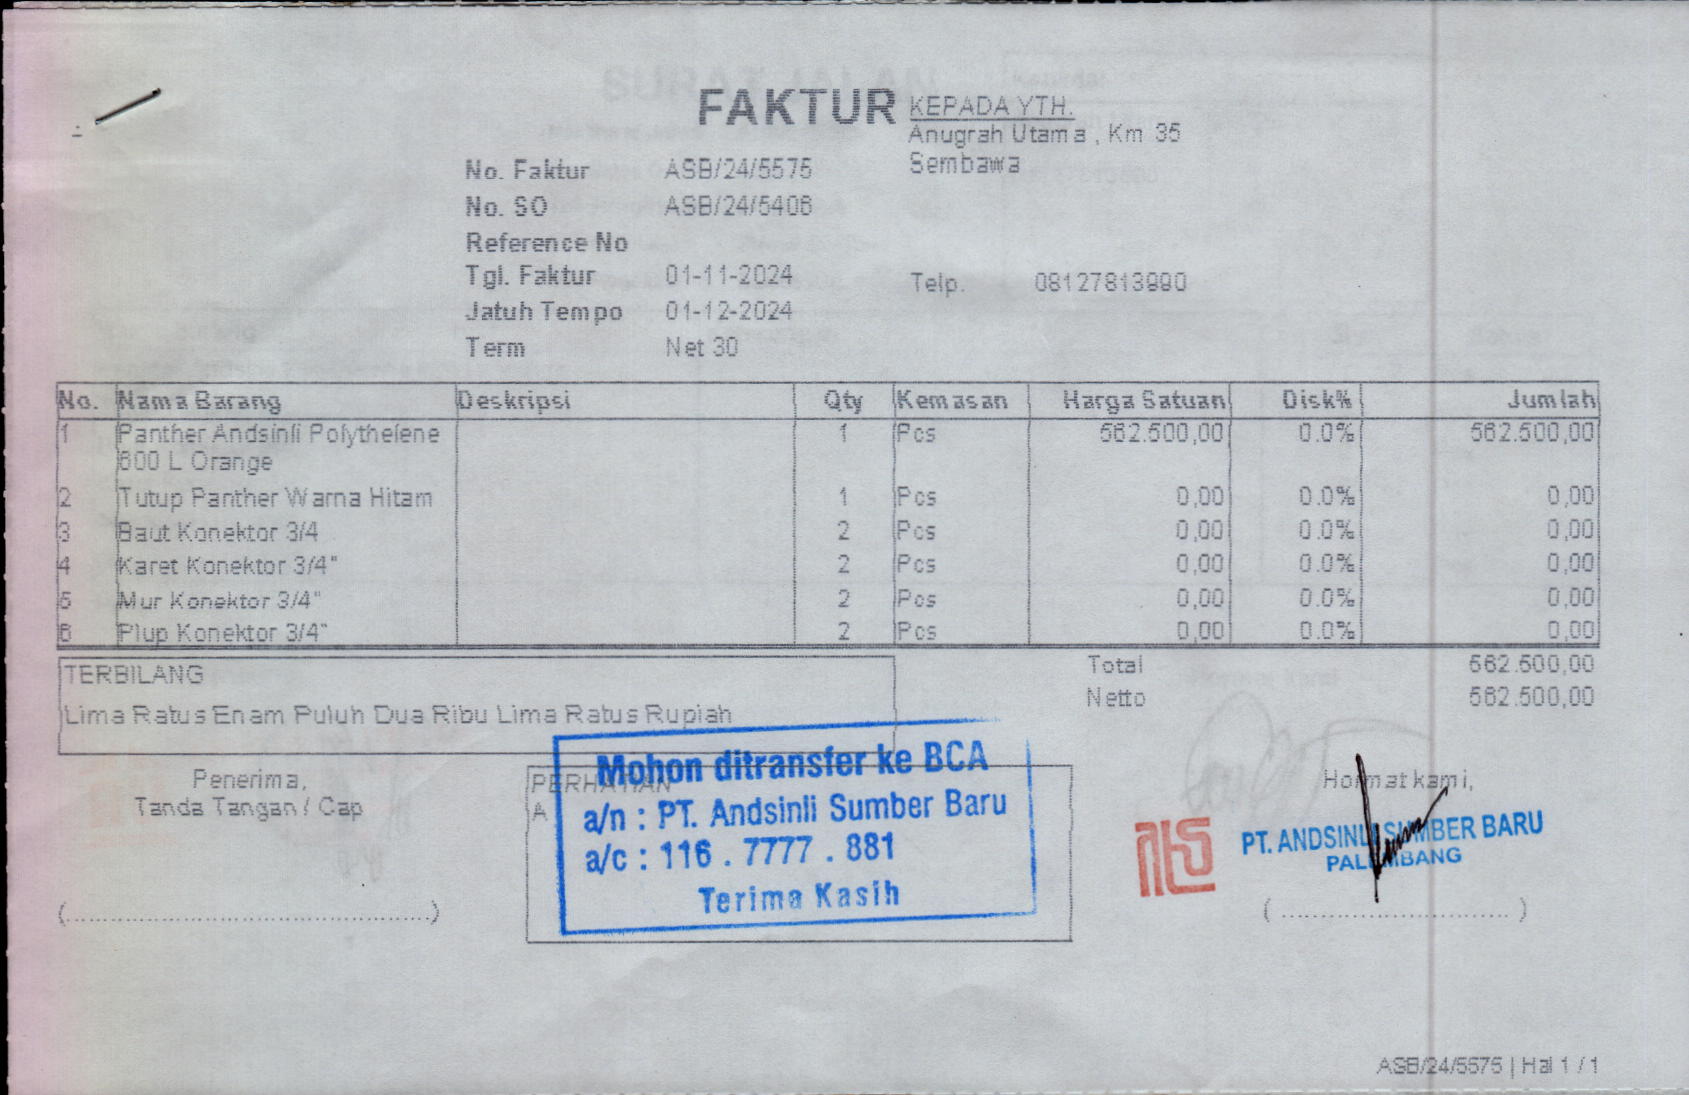 FAKTUR
KEPADA YTH.
Anugrah Utama , Km 35
Sembawa
No. Faktur ASB/24/5575
No. SO ASB/24/5406
Reference No
Tgl. Faktur 01-11-2024
Telp. 08127813990
Jatuh Tempo 01-12-2024
Term Net 30
No. Nama Barang Deskripsi Qty Kemasan Harga Satuan Disk% Jumlah
1 Panther Andsinli Polythelene 1 Pcs 562.500,00 0.0% 562.500,00
600 L Orange
2 Tutup Panther Warna Hitam 1 Pcs 0,00 0.0% 0,00
3 Baut Konektor 3/4 2 Pcs 0,00 0.0% 0,00
4 Karet Konektor 3/4" 2 Pcs 0,00 0.0% 0,00
5 Mur Konektor 3/4" 2 Pcs 0,00 0.0% 0,00
6 Plup Konektor 3/4" 2 Pcs 0,00 0.0% 0,00
TERBILANG
Total 562.500,00
Netto 562.500,00
Lima Ratus Enam Puluh Dua Ribu Lima Ratus Rupiah
Penerima,
Tanda Tangan / Cap
PERHATIAN
A
Mohon ditransfer ke BCA
a/n : PT. Andsinli Sumber Baru
a/c : 116 . 7777 . 881
Terima Kasih
Hormat kami,
PT. ANDSINLI SUMBER BARU
PALEMBANG
(............................................)
( ............................ )
ASB/24/5575 | Hal 1 / 1